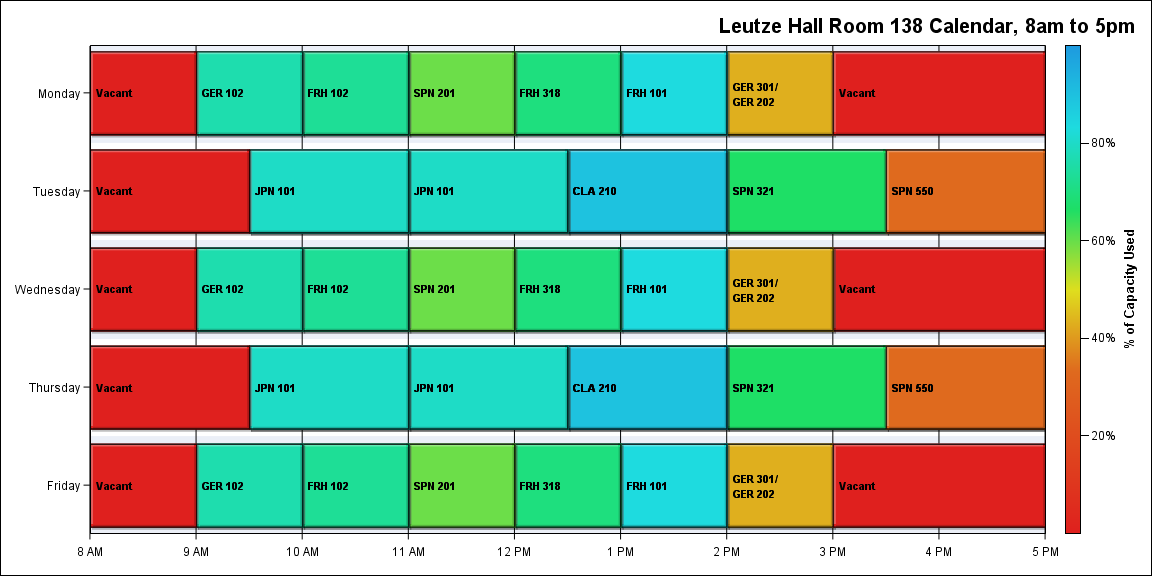 Leutze Hall Room 138 Calendar, 8am to 5pm
Monday
Vacant
GER 102
FRH 102
SPN 201
FRH 318
FRH 101
GER 301/
GER 202
Vacant
Tuesday
Vacant
JPN 101
JPN 101
CLA 210
SPN 321
SPN 550
Wednesday
Vacant
GER 102
FRH 102
SPN 201
FRH 318
FRH 101
GER 301/
GER 202
Vacant
Thursday
Vacant
JPN 101
JPN 101
CLA 210
SPN 321
SPN 550
Friday
Vacant
GER 102
FRH 102
SPN 201
FRH 318
FRH 101
GER 301/
GER 202
Vacant
8 AM
9 AM
10 AM
11 AM
12 PM
1 PM
2 PM
3 PM
4 PM
5 PM
80%
60%
40%
20%
% of Capacity Used